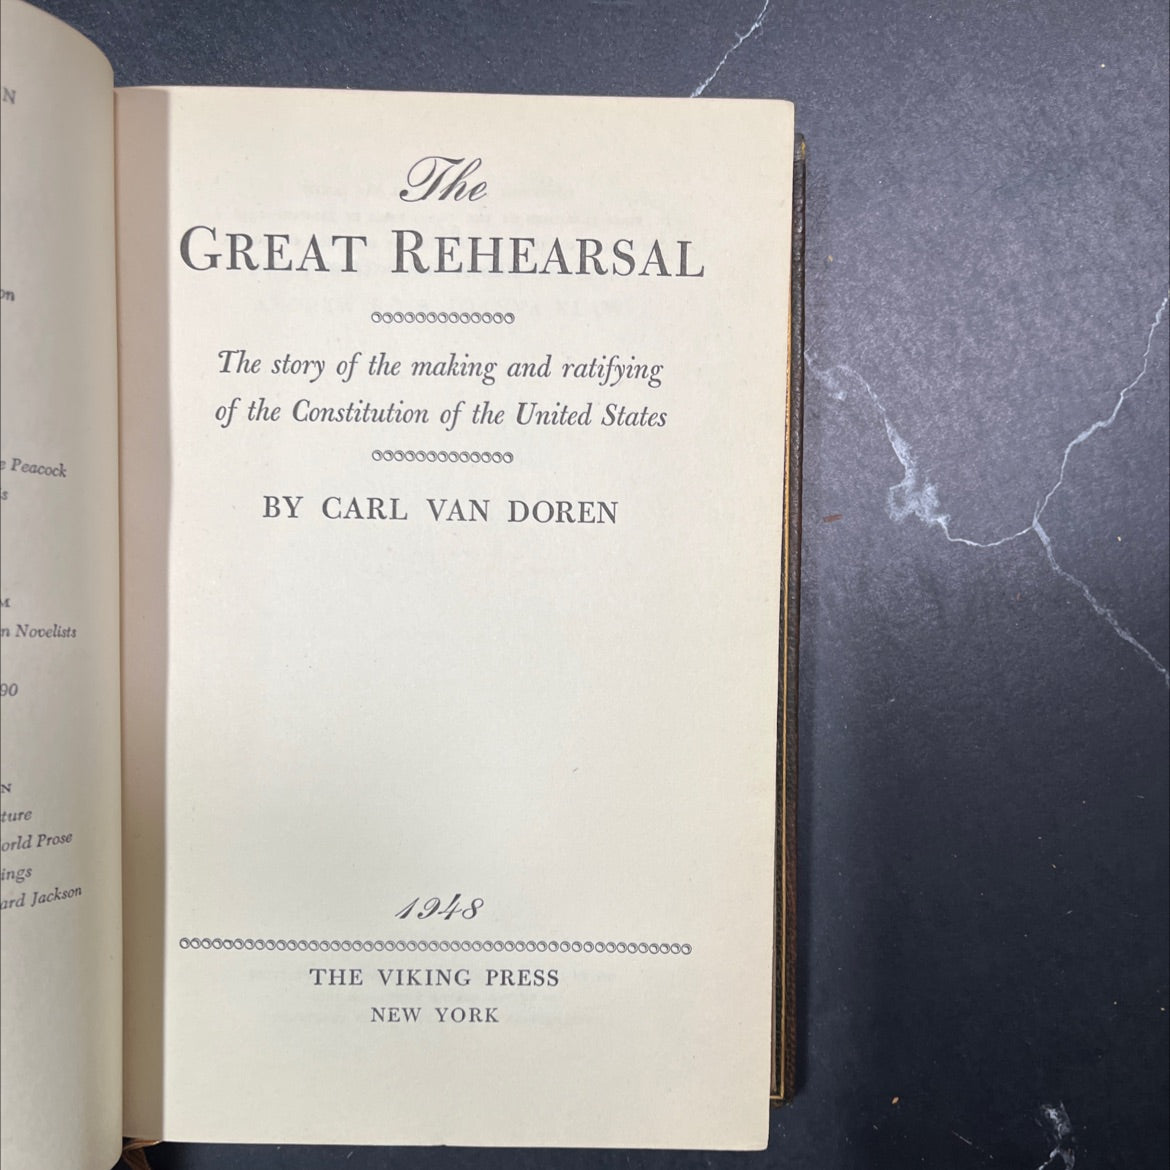 The
GREAT REHEARSAL
The story of the making and ratifying
of the Constitution of the United States
BY CARL VAN DOREN
1948
THE VIKING PRESS
NEW YORK
N
on
Peacock
s
M
n Novelists
90
N
ture
orld Prose
ings
ard Jackson